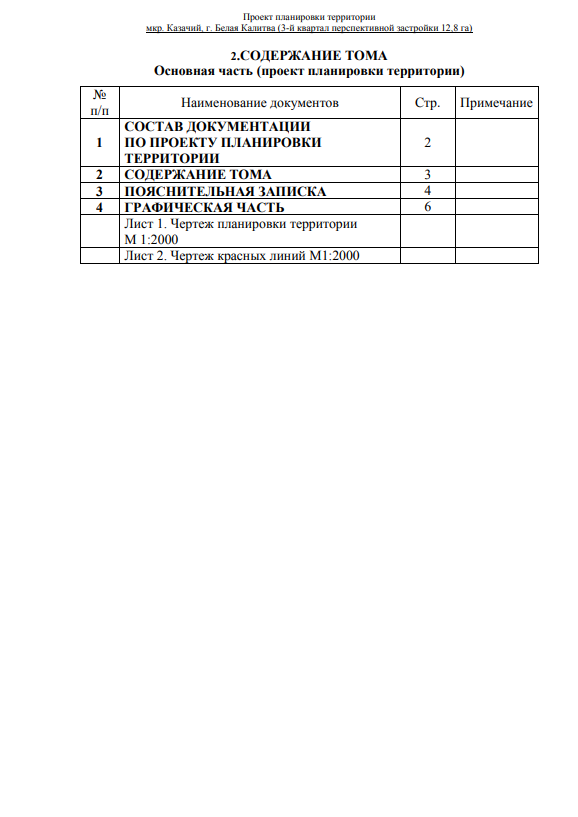 Проект планировки территории
мкр. Казачий, г. Белая Калитва (3-й квартал перспективной застройки 12,8 га)
2.СОДЕРЖАНИЕ ТОМА
Основная часть (проект планировки территории)
№ п/п Наименование документов Стр. Примечание
СОСТАВ ДОКУМЕНТАЦИИ
1 ПО ПРОЕКТУ ПЛАНИРОВКИ 2
ТЕРРИТОРИИ
2 СОДЕРЖАНИЕ ТОМА 3
3 ПОЯСНИТЕЛЬНАЯ ЗАПИСКА 4
4 ГРАФИЧЕСКАЯ ЧАСТЬ 6
Лист 1. Чертеж планировки территории
М 1:2000
Лист 2. Чертеж красных линий М1:2000